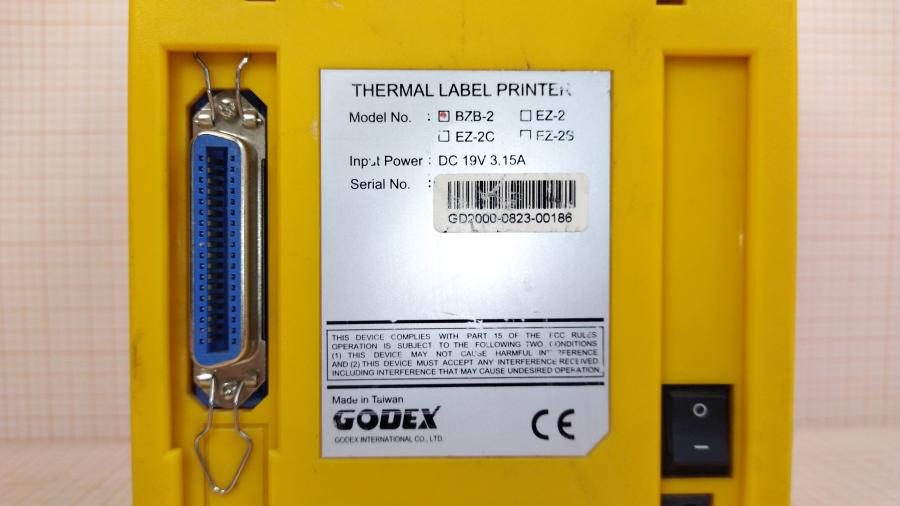 THERMAL LABEL PRINTER
Model No. : BZB-2 EZ-2
EZ-2C EZ-2S
Input Power : DC 19V 3.15A
Serial No. :
GD2000-0823-00186
THIS DEVICE COMPLIES WITH PART 15 OF THE FCC RULES
OPERATION IS SUBJECT TO THE FOLLOWING TWO CONDITIONS
(1) THIS DEVICE MAY NOT CAUSE HARMFUL INTERFERENCE
AND (2) THIS DEVICE MUST ACCEPT ANY INTERFERENCE RECEIVED,
INCLUDING INTERFERENCE THAT MAY CAUSE UNDESIRED OPERATION.
Made in Taiwan
GODEX
GODEX INTERNATIONAL CO., LTD.
CE